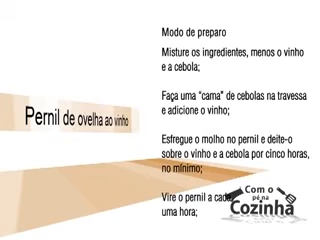 Modo de preparo
Misture os ingredientes, menos o vinho
e a cebola;
Faça uma "cama" de cebolas na travessa
e adicione o vinho;
Esfregue o molho no pernil e deite-o
sobre o vinho e a cebola por cinco horas,
no mínimo;
Vire o pernil a cada
uma hora;
Pernil de ovelha ao vinho
Com o
pé na
Cozinha